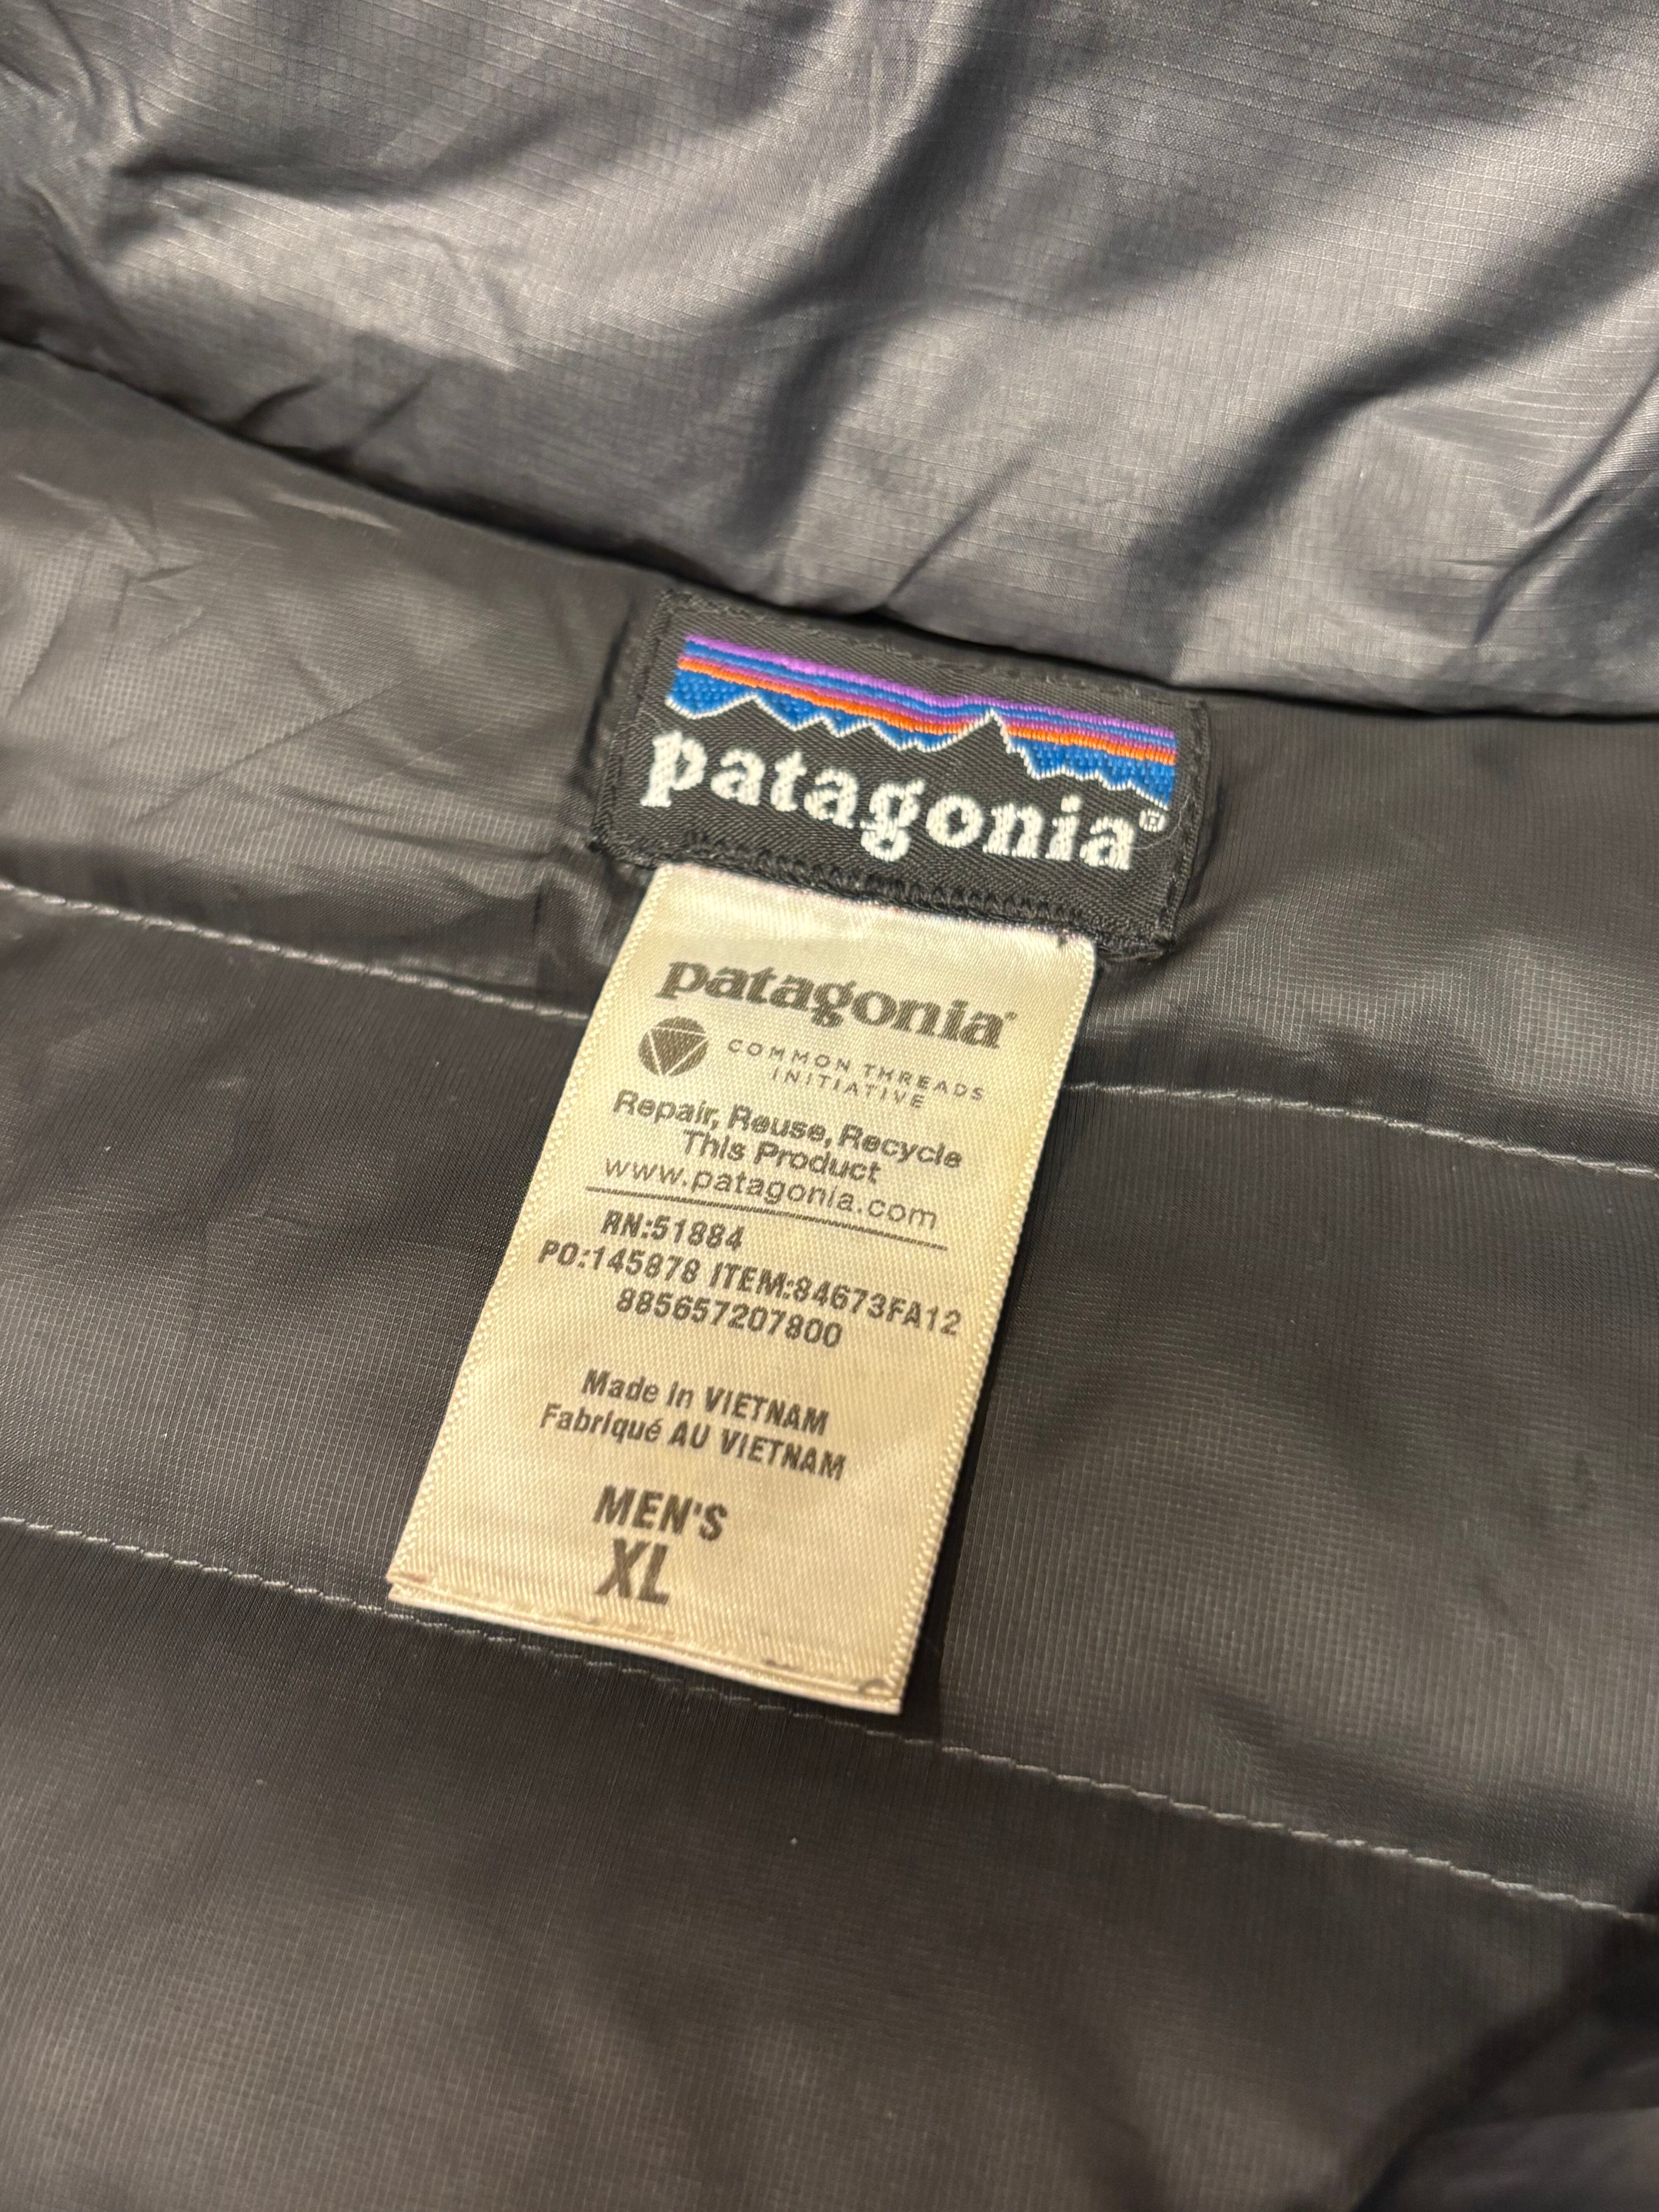 patagonia®
patagonia®
COMMON THREADS
INITIATIVE
Repair, Reuse, Recycle
This Product
www.patagonia.com
RN:51884
PO:145878 ITEM:84673FA12
885657207800
Made in VIETNAM
Fabriqué AU VIETNAM
MEN'S
XL